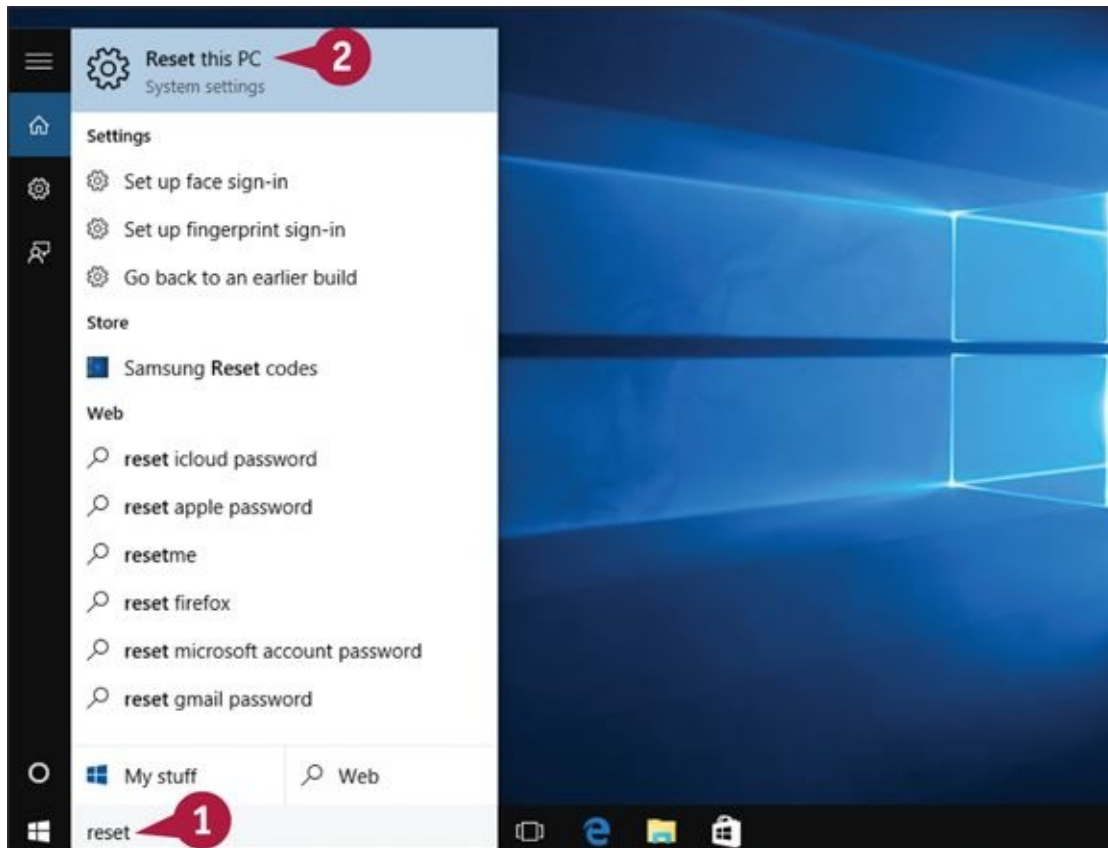 Reset this PC
2
System settings
Settings
Set up face sign-in
Set up fingerprint sign-in
Go back to an earlier build
Store
Samsung Reset codes
Web
reset icloud password
reset apple password
resetme
reset firefox
reset microsoft account password
reset gmail password
My stuff
Web
reset
1